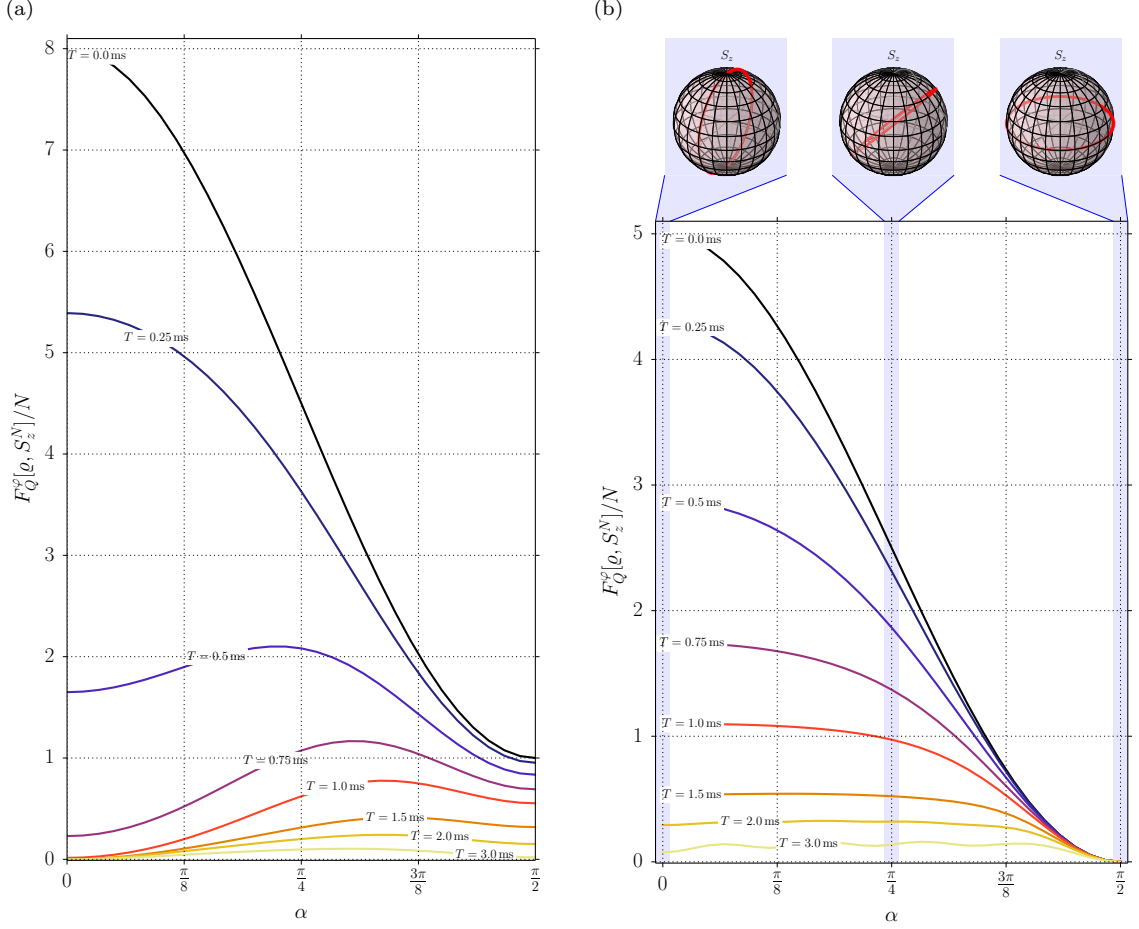 (a)
T = 0.0 ms
T = 0.25 ms
T = 0.5 ms
T = 0.75 ms
T = 1.0 ms
T = 1.5 ms
T = 2.0 ms
T = 3.0 ms
8
7
6
5
4
3
2
1
0
F_Q^φ[ϱ, S_z^N]/N
0
π/8
π/4
3π/8
π/2
α
(b)
S_z
S_z
S_z
T = 0.0 ms
T = 0.25 ms
T = 0.5 ms
T = 0.75 ms
T = 1.0 ms
T = 1.5 ms
T = 2.0 ms
T = 3.0 ms
5
4
3
2
1
0
F_Q^φ[ϱ, S_z^N]/N
0
π/8
π/4
3π/8
π/2
α